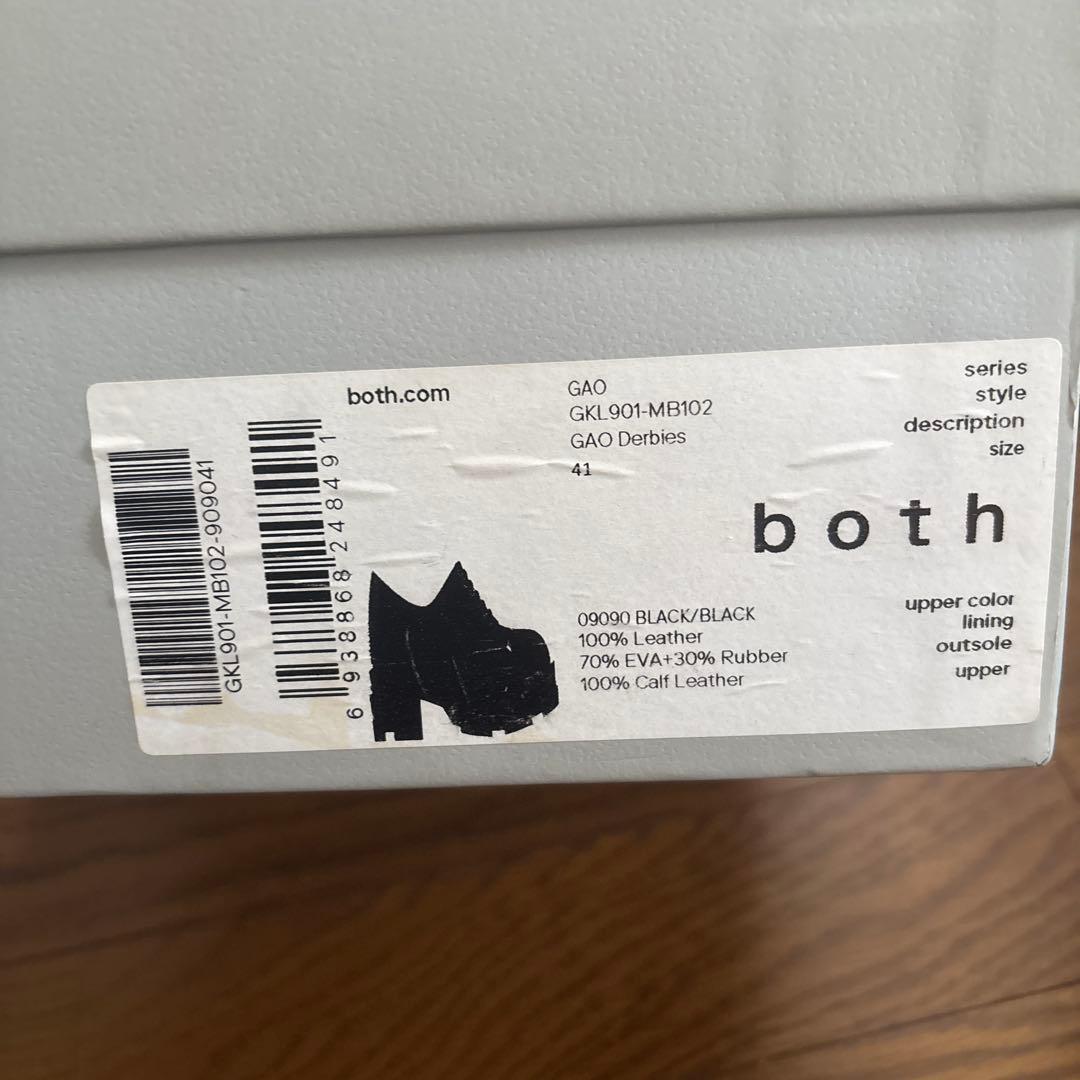 both.com
GAO
GKL901-MB102
GAO Derbies
41
series
style
description
size
both
09090 BLACK/BLACK
100% Leather
70% EVA+30% Rubber
100% Calf Leather
upper color
lining
outsole
upper
GKL901-MB102-909041
6938868248491